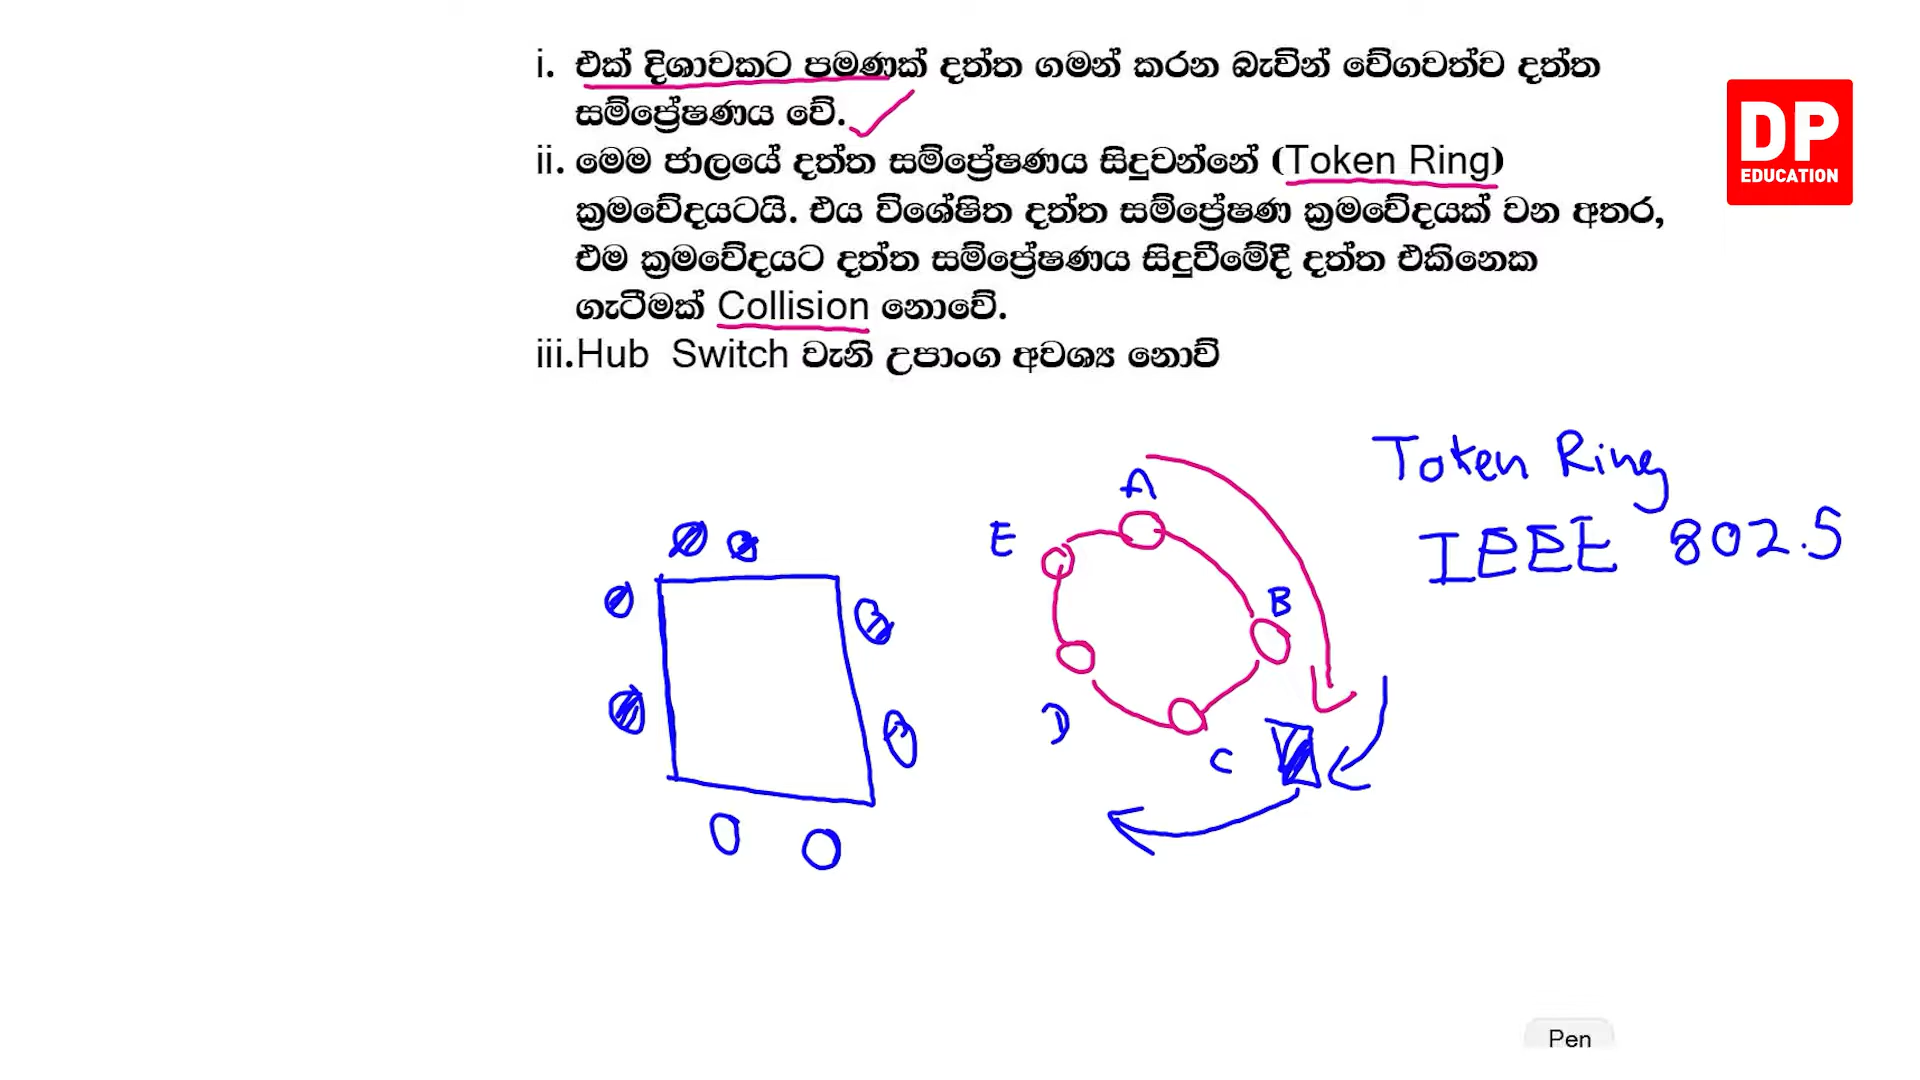 i. එක් දිශාවකට පමණක් දත්ත ගමන් කරන බැවින් වේගවත්ව දත්ත
සම්ප්‍රේෂණය වේ.
ii. මෙම ජාලයේ දත්ත සම්ප්‍රේෂණය සිදුවන්නේ (Token Ring)
ක්‍රමවේදයටයි. එය විශේෂිත දත්ත සම්ප්‍රේෂණ ක්‍රමවේදයක් වන අතර,
එම ක්‍රමවේදයට දත්ත සම්ප්‍රේෂණය සිදුවීමේදී දත්ත එකිනෙක
ගැටීමක් Collision නොවේ.
iii.Hub Switch වැනි උපාංග අවශ්‍ය නොව්
DP
EDUCATION
Token Ring
IEEE 802.5
A
E
B
D
C
Pen